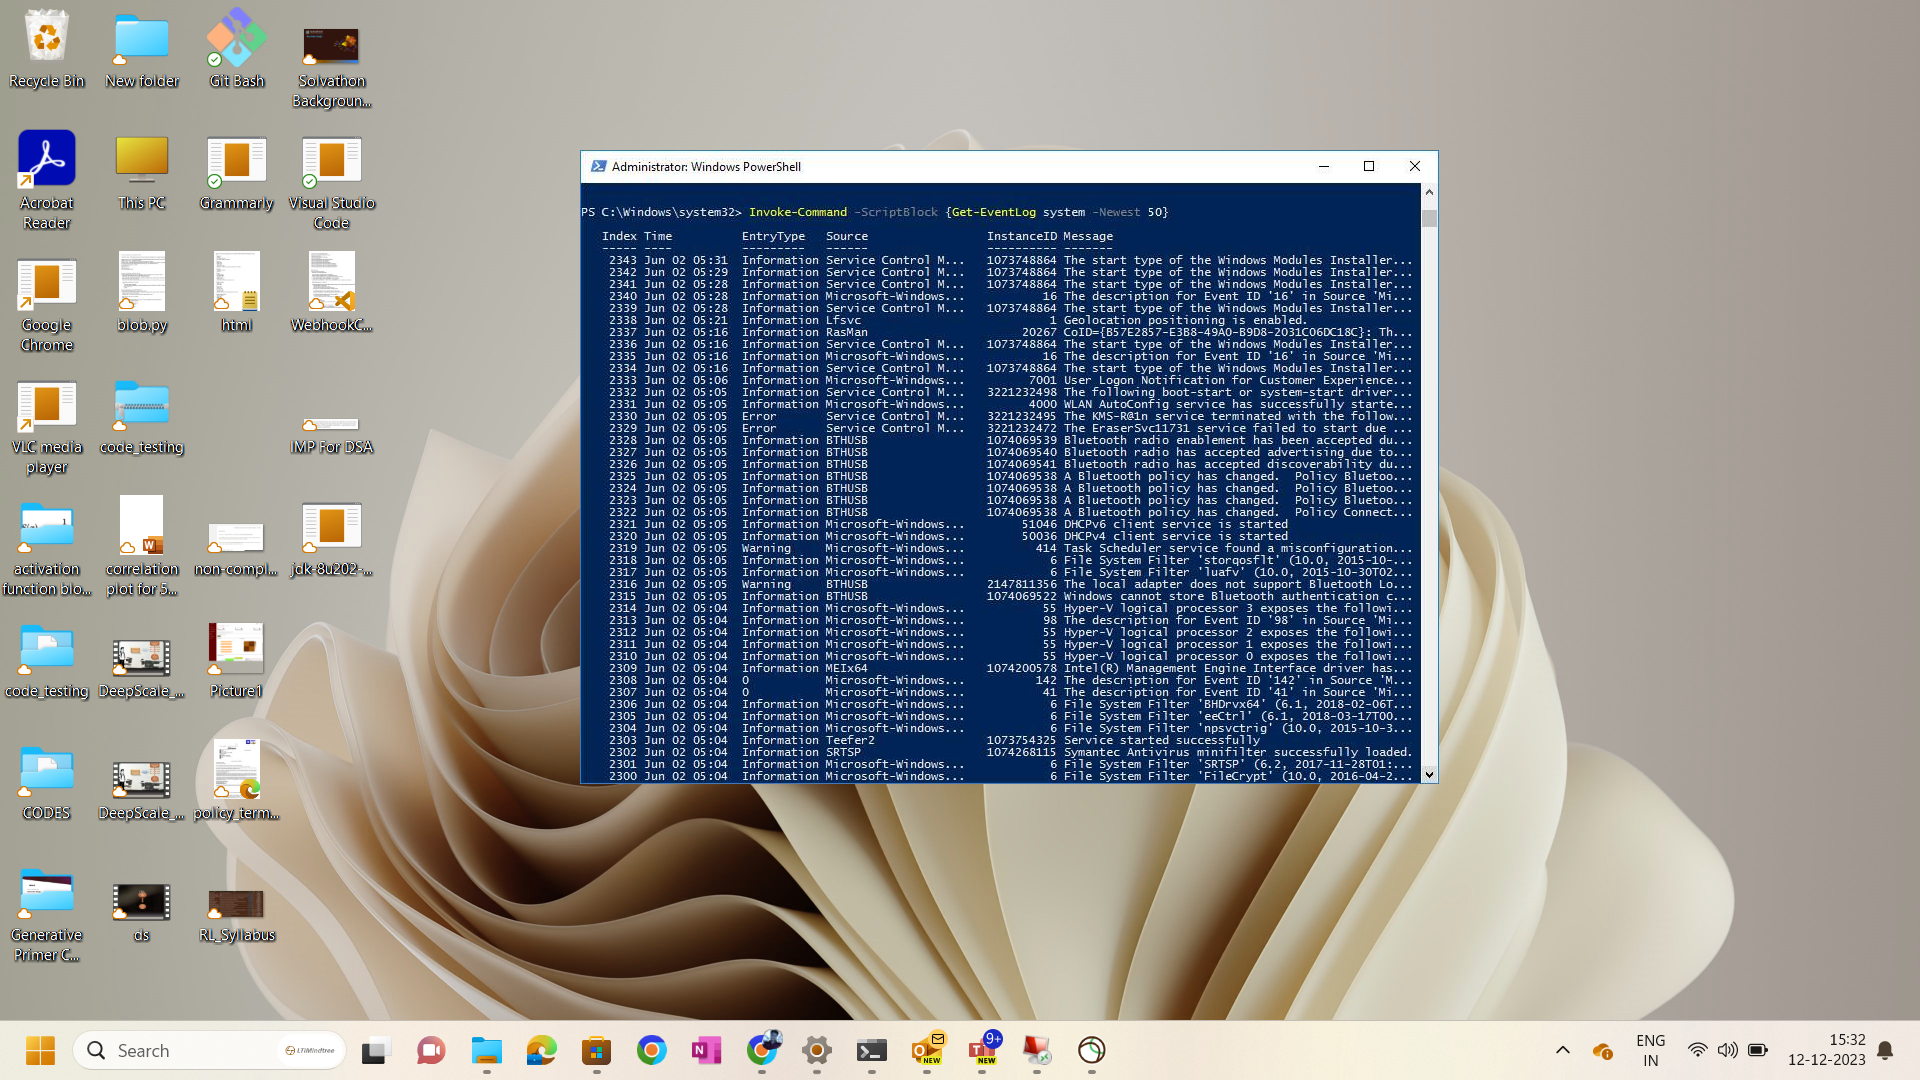 Recycle Bin
New folder
Git Bash
Solvathon
Backgroun...
Acrobat
Reader
This PC
Grammarly
Visual Studio
Code
Google
Chrome
blob.py
html
WebhookC...
VLC media
player
code_testing
IMP For DSA
activation
function blo...
correlation
plot for 5...
non-compl...
jdk-8u202-...
code_testing
DeepScale_...
Picture1
CODES
DeepScale_...
policy_term...
Generative
Primer C...
ds
RL_Syllabus
Administrator: Windows PowerShell
PS C:\Windows\system32> Invoke-Command -ScriptBlock {Get-EventLog system -Newest 50}
Index Time EntryType Source InstanceID Message
----- ---- --------- ------ ---------- -------
2343 Jun 02 05:31 Information Service Control M... 1073748864 The start type of the Windows Modules Installer...
2342 Jun 02 05:29 Information Service Control M... 1073748864 The start type of the Windows Modules Installer...
2341 Jun 02 05:28 Information Service Control M... 1073748864 The start type of the Windows Modules Installer...
2340 Jun 02 05:28 Information Microsoft-Windows... 16 The description for Event ID '16' in Source 'Mi...
2339 Jun 02 05:28 Information Service Control M... 1073748864 The start type of the Windows Modules Installer...
2338 Jun 02 05:21 Information Lfsvc 1 Geolocation positioning is enabled.
2337 Jun 02 05:16 Information RasMan 20267 CoID={B57E2857-E3B8-49A0-B9D8-2031C06DC18C}: Th...
2336 Jun 02 05:16 Information Service Control M... 1073748864 The start type of the Windows Modules Installer...
2335 Jun 02 05:16 Information Microsoft-Windows... 16 The description for Event ID '16' in Source 'Mi...
2334 Jun 02 05:16 Information Service Control M... 1073748864 The start type of the Windows Modules Installer...
2333 Jun 02 05:06 Information Microsoft-Windows... 7001 User Logon Notification for Customer Experience...
2332 Jun 02 05:05 Information Service Control M... 3221232498 The following boot-start or system-start driver...
2331 Jun 02 05:05 Information Microsoft-Windows... 4000 WLAN AutoConfig service has successfully starte...
2330 Jun 02 05:05 Error Service Control M... 3221232495 The KMS-R@1n service terminated with the follow...
2329 Jun 02 05:05 Error Service Control M... 3221232472 The EraserSvc11731 service failed to start due ...
2328 Jun 02 05:05 Information BTHUSB 1074069539 Bluetooth radio enablement has been accepted du...
2327 Jun 02 05:05 Information BTHUSB 1074069540 Bluetooth radio has accepted advertising due to...
2326 Jun 02 05:05 Information BTHUSB 1074069541 Bluetooth radio has accepted discoverability du...
2325 Jun 02 05:05 Information BTHUSB 1074069538 A Bluetooth policy has changed. Policy Bluetoo...
2324 Jun 02 05:05 Information BTHUSB 1074069538 A Bluetooth policy has changed. Policy Bluetoo...
2323 Jun 02 05:05 Information BTHUSB 1074069538 A Bluetooth policy has changed. Policy Bluetoo...
2322 Jun 02 05:05 Information BTHUSB 1074069538 A Bluetooth policy has changed. Policy Connect...
2321 Jun 02 05:05 Information Microsoft-Windows... 51046 DHCPv6 client service is started
2320 Jun 02 05:05 Information Microsoft-Windows... 50036 DHCPv4 client service is started
2319 Jun 02 05:05 Warning Microsoft-Windows... 414 Task Scheduler service found a misconfiguration...
2318 Jun 02 05:05 Information Microsoft-Windows... 6 File System Filter 'storqosflt' (10.0, 2015-10-...
2317 Jun 02 05:05 Information Microsoft-Windows... 6 File System Filter 'luafv' (10.0, 2015-10-30T02...
2316 Jun 02 05:05 Warning BTHUSB 2147811356 The local adapter does not support Bluetooth Lo...
2315 Jun 02 05:05 Information BTHUSB 1074069522 Windows cannot store Bluetooth authentication c...
2314 Jun 02 05:04 Information Microsoft-Windows... 55 Hyper-V logical processor 3 exposes the followi...
2313 Jun 02 05:04 Information Microsoft-Windows... 98 The description for Event ID '98' in Source 'Mi...
2312 Jun 02 05:04 Information Microsoft-Windows... 55 Hyper-V logical processor 2 exposes the followi...
2311 Jun 02 05:04 Information Microsoft-Windows... 55 Hyper-V logical processor 1 exposes the followi...
2310 Jun 02 05:04 Information Microsoft-Windows... 55 Hyper-V logical processor 0 exposes the followi...
2309 Jun 02 05:04 Information MEIx64 1074200578 Intel(R) Management Engine Interface driver has...
2308 Jun 02 05:04 0 Microsoft-Windows... 142 The description for Event ID '142' in Source 'M...
2307 Jun 02 05:04 0 Microsoft-Windows... 41 The description for Event ID '41' in Source 'Mi...
2306 Jun 02 05:04 Information Microsoft-Windows... 6 File System Filter 'BHDrvx64' (6.1, 2018-02-06T...
2305 Jun 02 05:04 Information Microsoft-Windows... 6 File System Filter 'eeCtrl' (6.1, 2018-03-17T00...
2304 Jun 02 05:04 Information Microsoft-Windows... 6 File System Filter 'npsvctrig' (10.0, 2015-10-3...
2303 Jun 02 05:04 Information Teefer2 1073754325 Service started successfully
2302 Jun 02 05:04 Information SRTSP 1074268115 Symantec Antivirus minifilter successfully loaded.
2301 Jun 02 05:04 Information Microsoft-Windows... 6 File System Filter 'SRTSP' (6.2, 2017-11-28T01:...
2300 Jun 02 05:04 Information Microsoft-Windows... 6 File System Filter 'FileCrypt' (10.0, 2016-04-2...
Search
LTIMindtree
NEW
9+
NEW
ENG
IN
15:32
12-12-2023